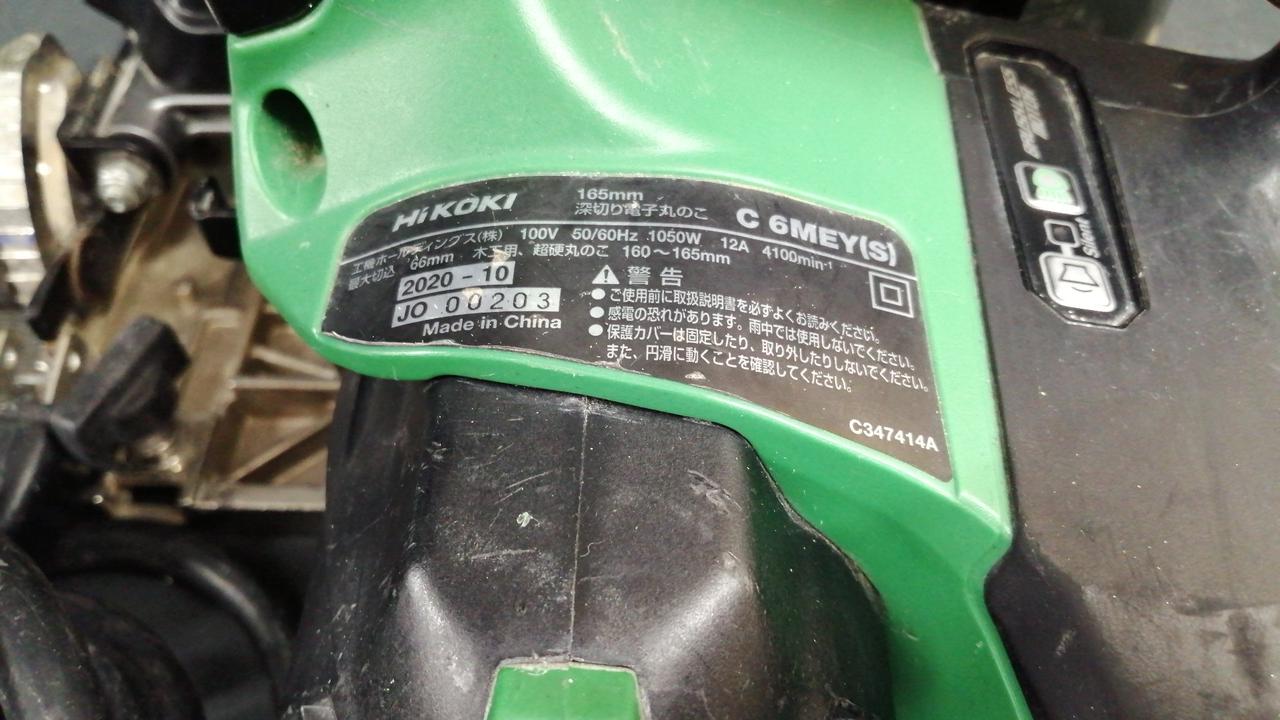 HiKOKI
165mm
深切り電子丸のこ
C 6MEY(S)
工機ホールディングス(株) 100V 50/60Hz 1050W 12A 4100min-1
最大切込 66mm 木工用、超硬丸のこ 160～165mm
2020-10
JO 00203
Made in China
警告
●ご使用前に取扱説明書を必ずよくお読みください。
●感電の恐れがあります。雨中では使用しないでください。
●保護カバーは固定したり、取り外したりしないでください。
また、円滑に動くことを確認してください。
C347414A
BRUSHLESS
MOTOR
Silent